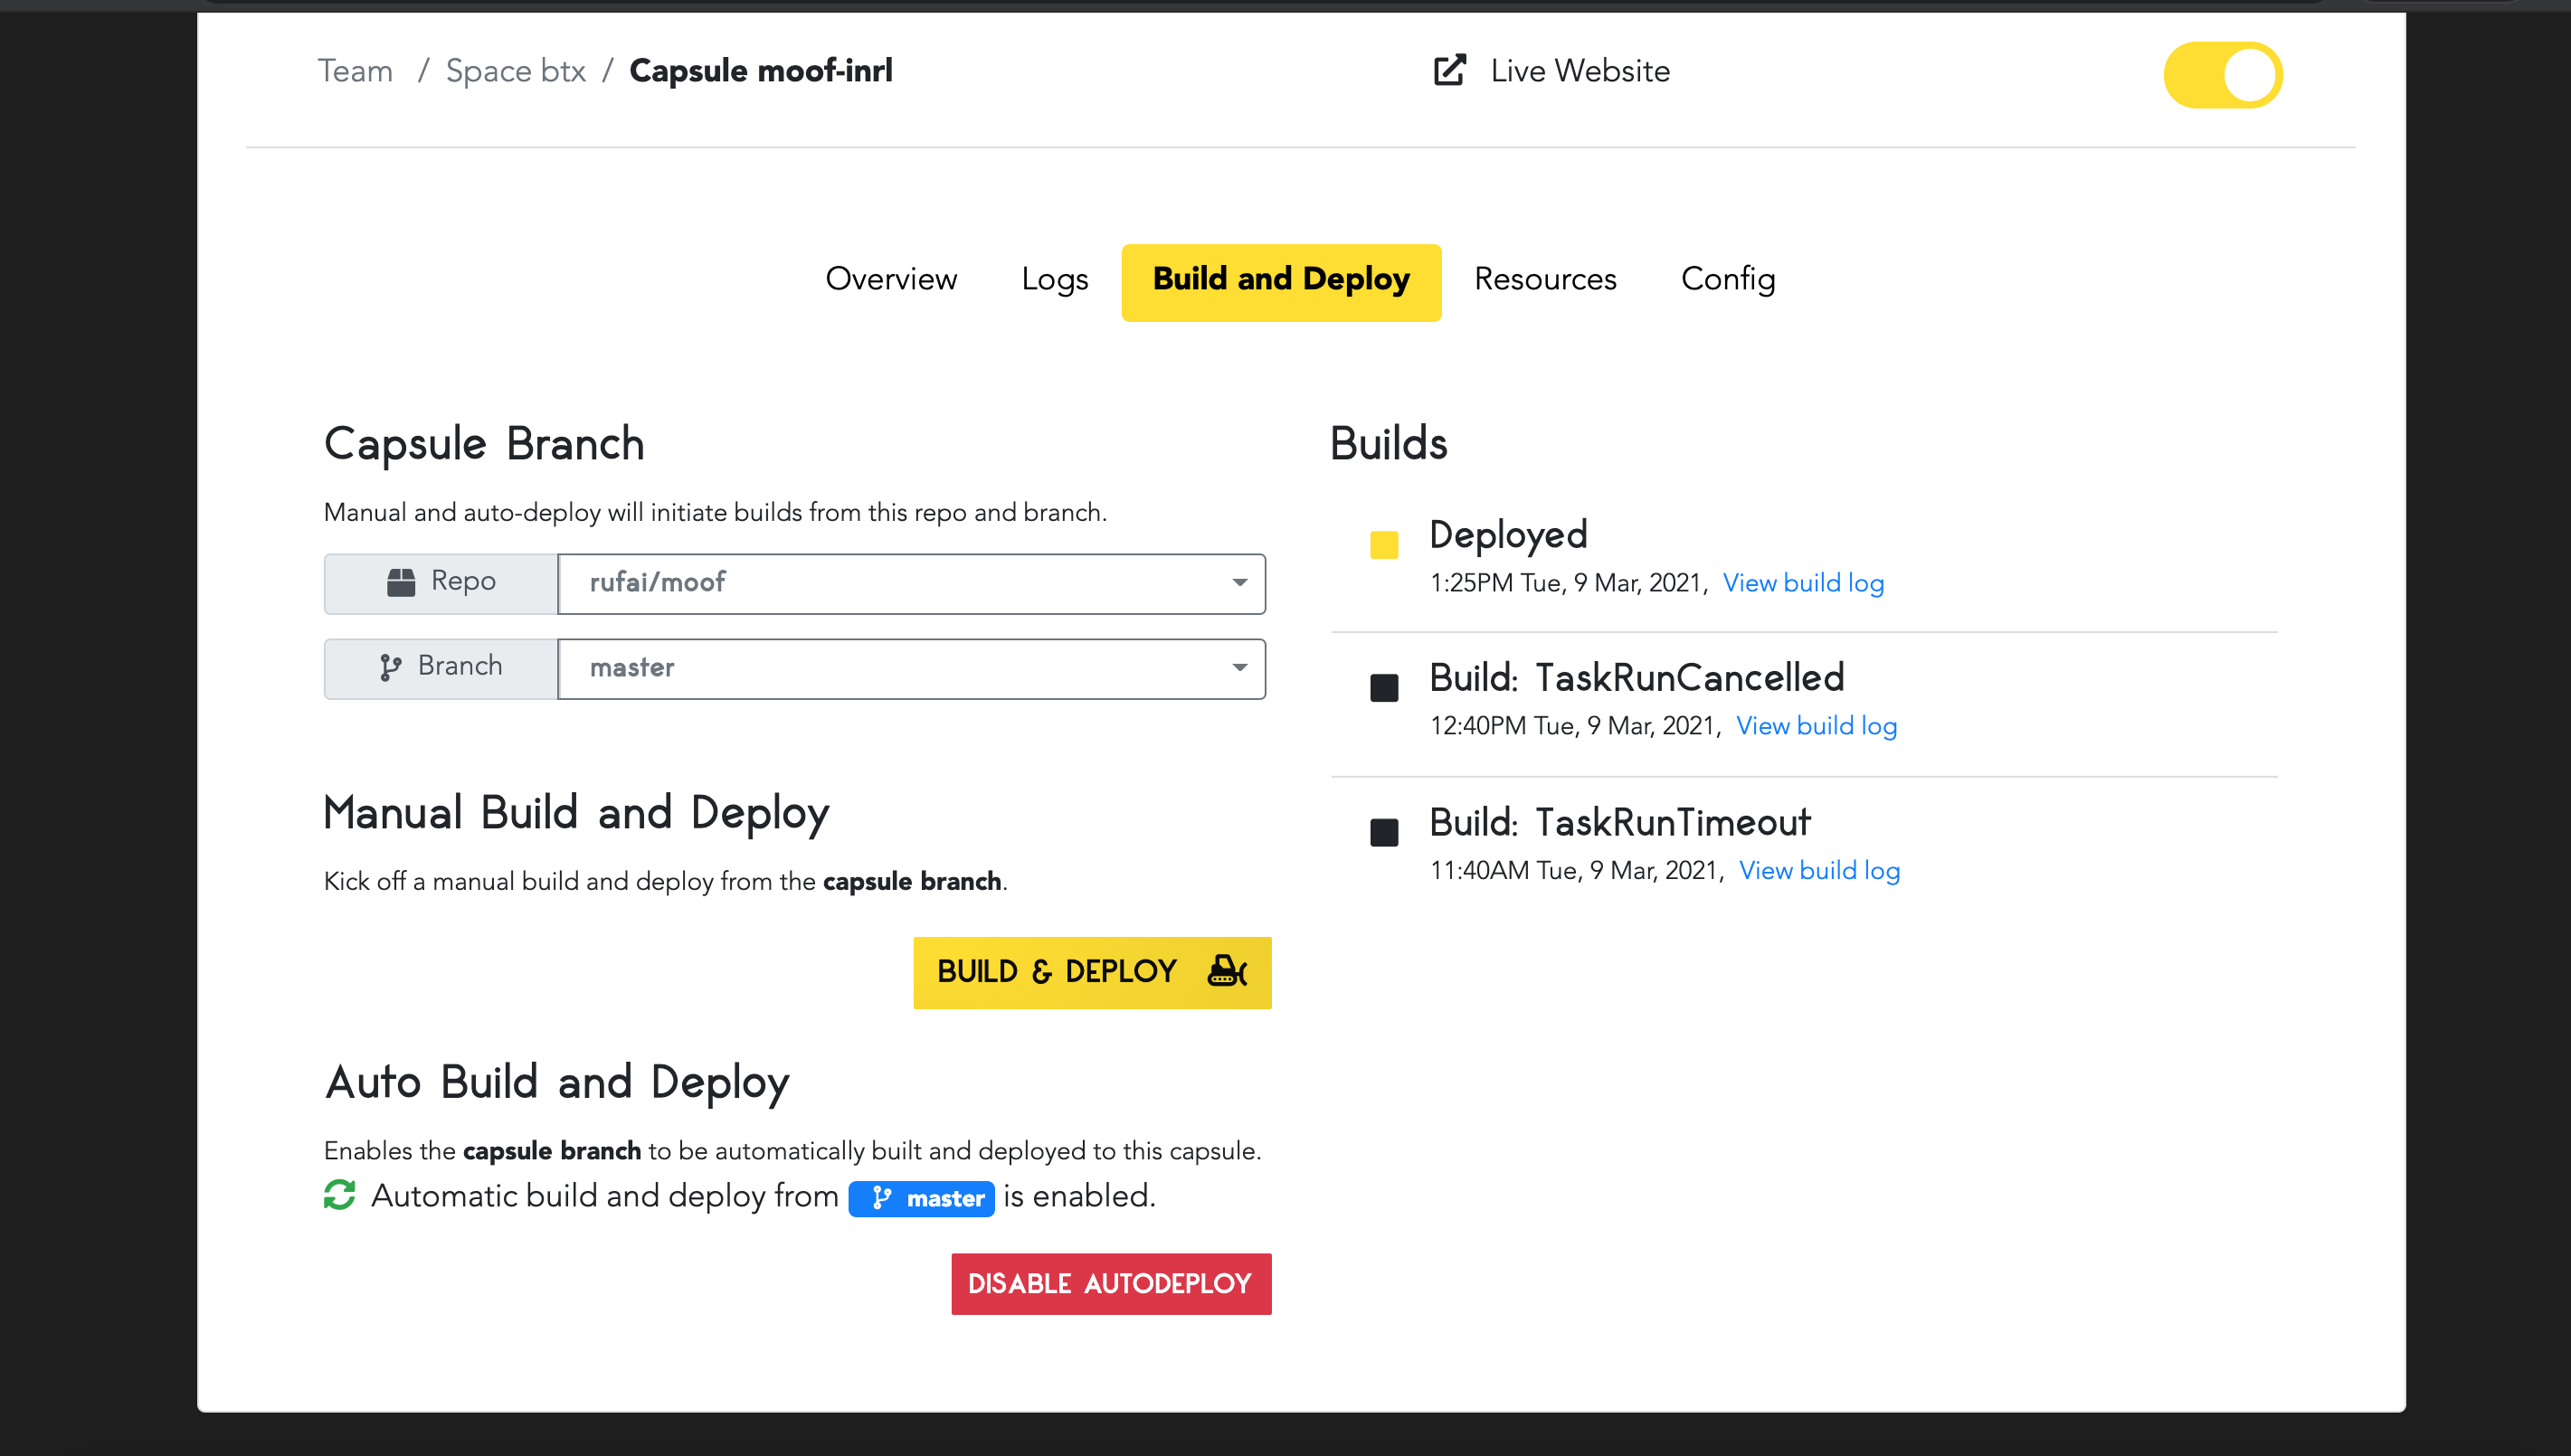 Team / Space btx / Capsule moof-inrl
Live Website
Overview Logs Build and Deploy Resources Config
Capsule Branch
Manual and auto-deploy will initiate builds from this repo and branch.
Repo rufai/moof
Branch master
Manual Build and Deploy
Kick off a manual build and deploy from the capsule branch.
BUILD & DEPLOY
Auto Build and Deploy
Enables the capsule branch to be automatically built and deployed to this capsule.
Automatic build and deploy from master is enabled.
DISABLE AUTODEPLOY
Builds
Deployed
1:25PM Tue, 9 Mar, 2021, View build log
Build: TaskRunCancelled
12:40PM Tue, 9 Mar, 2021, View build log
Build: TaskRunTimeout
11:40AM Tue, 9 Mar, 2021, View build log